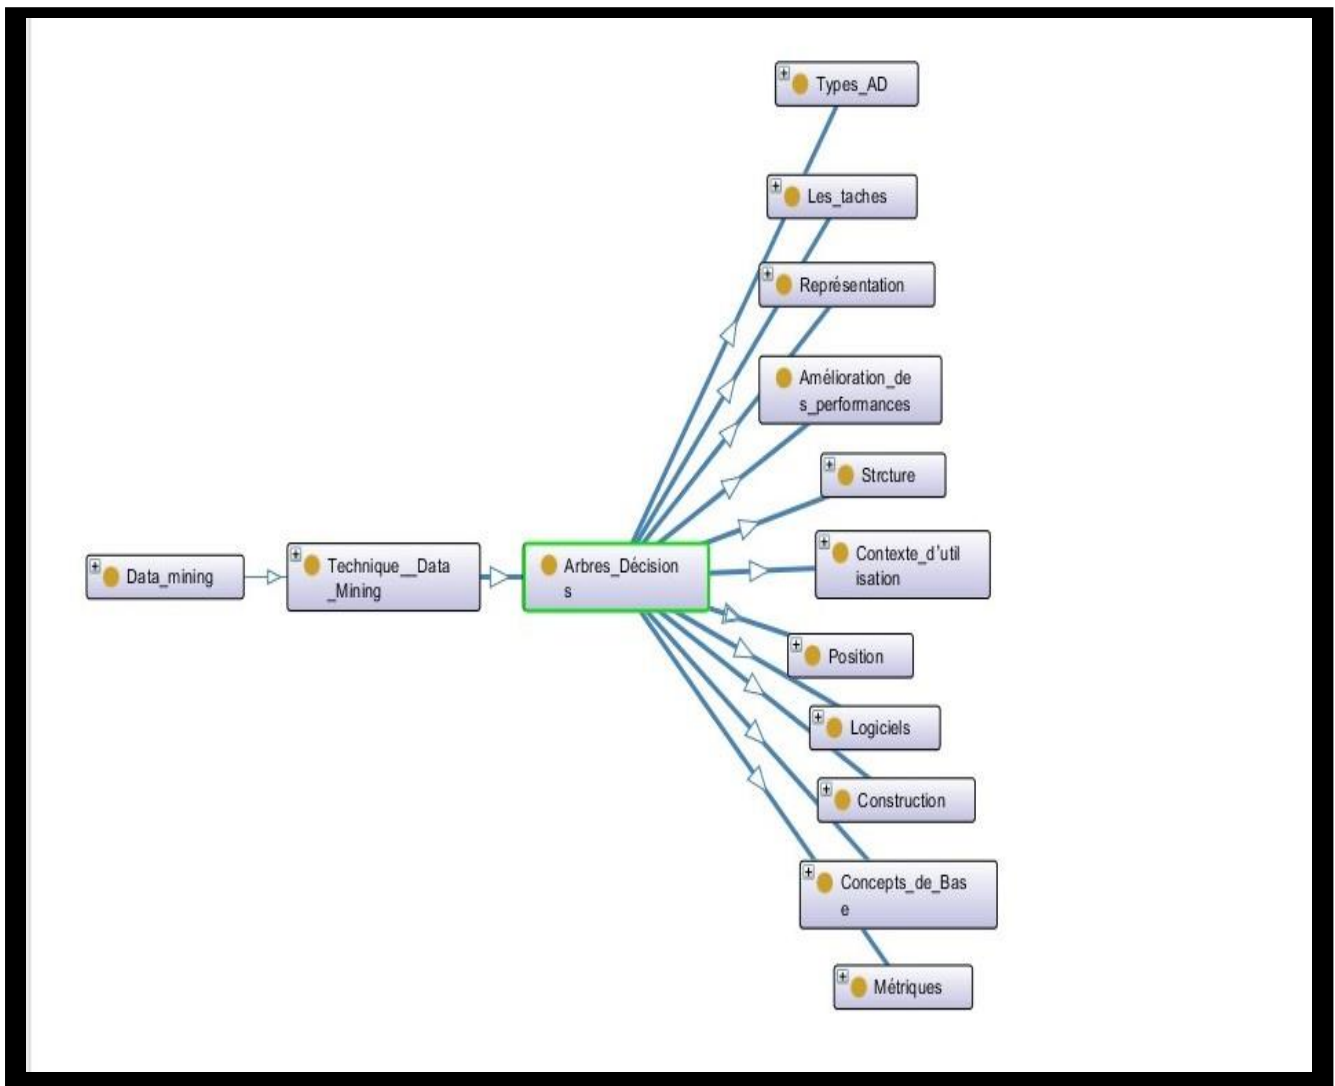 Types_AD
Les_taches
Représentation
Amélioration_de
s_performances
Strcture
Contexte_d'util
isation
Data_mining
Technique__Data
_Mining
Arbres_Décision
s
Position
Logiciels
Construction
Concepts_de_Bas
e
Métriques